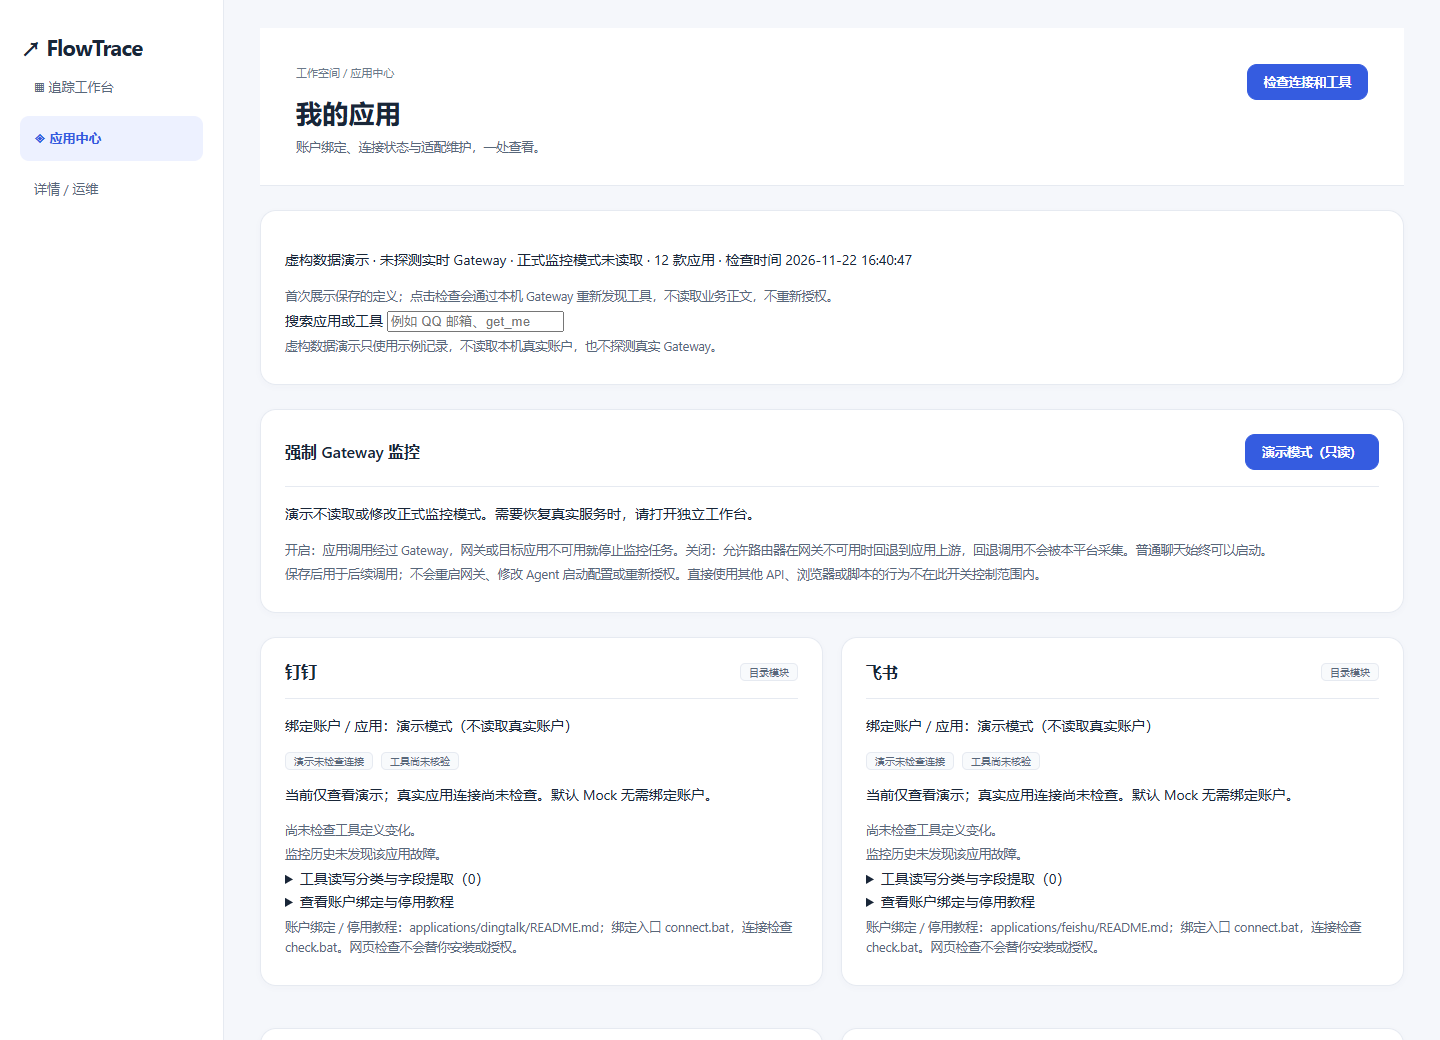 FlowTrace
追踪工作台
应用中心
详情 / 运维
工作空间 / 应用中心
我的应用
账户绑定、连接状态与适配维护，一处查看。
检查连接和工具
虚构数据演示 · 未探测实时 Gateway · 正式监控模式未读取 · 12 款应用 · 检查时间 2026-11-22 16:40:47
首次展示保存的定义；点击检查会通过本机 Gateway 重新发现工具，不读取业务正文，不重新授权。
搜索应用或工具 例如 QQ 邮箱、get_me
虚构数据演示只使用示例记录，不读取本机真实账户，也不探测真实 Gateway。
强制 Gateway 监控
演示模式（只读）
演示不读取或修改正式监控模式。需要恢复真实服务时，请打开独立工作台。
开启：应用调用经过 Gateway，网关或目标应用不可用就停止监控任务。关闭：允许路由器在网关不可用时回退到应用上游，回退调用不会被本平台采集。普通聊天始终可以启动。
保存后用于后续调用；不会重启网关、修改 Agent 启动配置或重新授权。直接使用其他 API、浏览器或脚本的行为不在此开关控制范围内。
钉钉
目录模块
绑定账户 / 应用：演示模式（不读取真实账户）
演示未检查连接 工具尚未核验
当前仅查看演示；真实应用连接尚未检查。默认 Mock 无需绑定账户。
尚未检查工具定义变化。
监控历史未发现该应用故障。
工具读写分类与字段提取（0）
查看账户绑定与停用教程
账户绑定 / 停用教程：applications/dingtalk/README.md；绑定入口 connect.bat，连接检查
check.bat。网页检查不会替你安装或授权。
飞书
目录模块
绑定账户 / 应用：演示模式（不读取真实账户）
演示未检查连接 工具尚未核验
当前仅查看演示；真实应用连接尚未检查。默认 Mock 无需绑定账户。
尚未检查工具定义变化。
监控历史未发现该应用故障。
工具读写分类与字段提取（0）
查看账户绑定与停用教程
账户绑定 / 停用教程：applications/feishu/README.md；绑定入口 connect.bat，连接检查
check.bat。网页检查不会替你安装或授权。